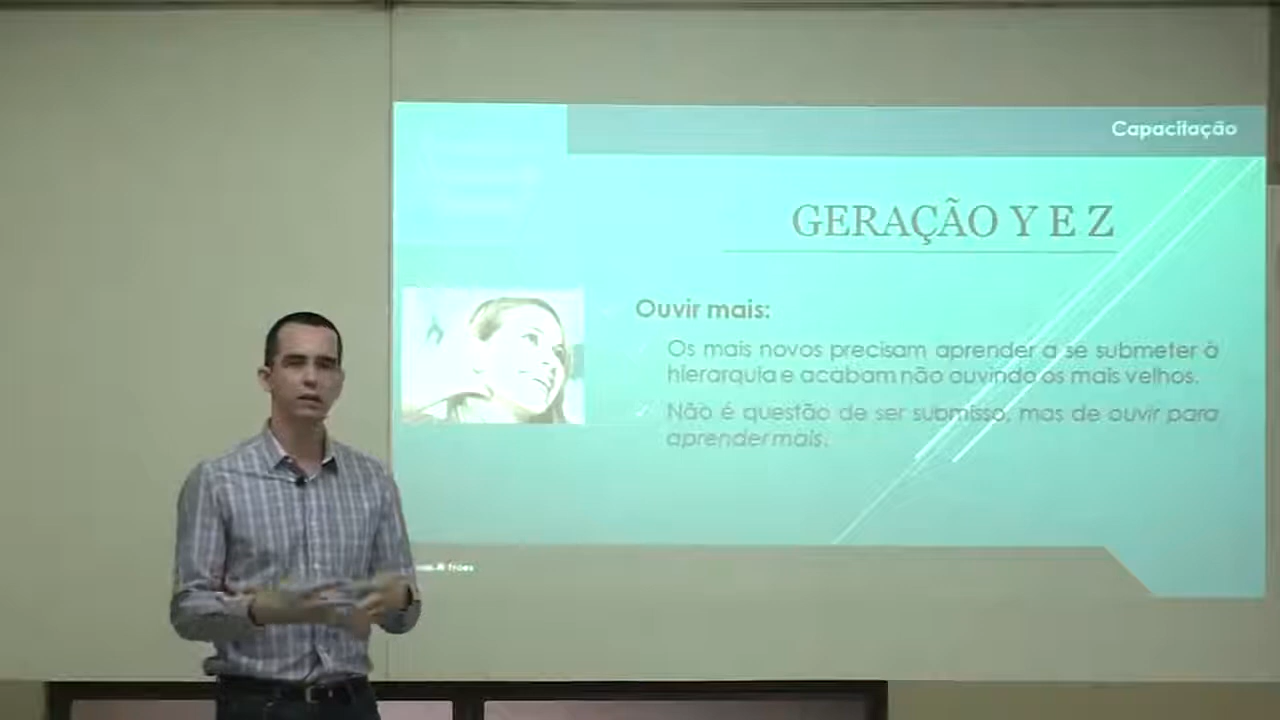 Capacitação
GERAÇÃO Y E Z
Ouvir mais:
Os mais novos precisam aprender a se submeter à
hierarquia e acabam não ouvindo os mais velhos.
Não é questão de ser submisso, mas de ouvir para
aprender mais.